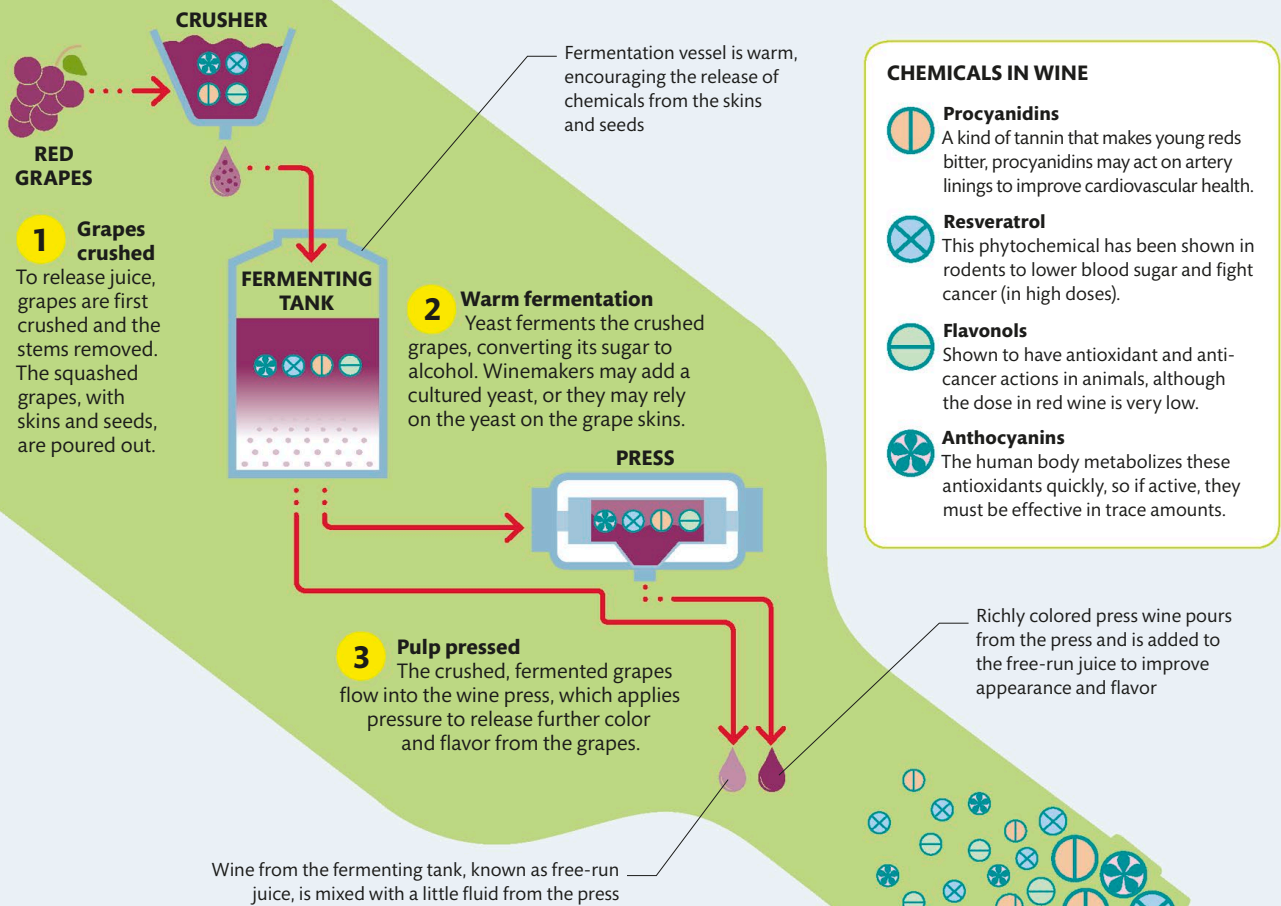 CRUSHER
RED
GRAPES
1
Grapes
crushed
To release juice,
grapes are first
crushed and the
stems removed.
The squashed
grapes, with
skins and seeds,
are poured out.
Fermentation vessel is warm,
encouraging the release of
chemicals from the skins
and seeds
FERMENTING
TANK
2
Warm fermentation
Yeast ferments the crushed
grapes, converting its sugar to
alcohol. Winemakers may add a
cultured yeast, or they may rely
on the yeast on the grape skins.
PRESS
3
Pulp pressed
The crushed, fermented grapes
flow into the wine press, which applies
pressure to release further color
and flavor from the grapes.
Wine from the fermenting tank, known as free-run
juice, is mixed with a little fluid from the press
Richly colored press wine pours
from the press and is added to
the free-run juice to improve
appearance and flavor
CHEMICALS IN WINE
Procyanidins
A kind of tannin that makes young reds
bitter, procyanidins may act on artery
linings to improve cardiovascular health.
Resveratrol
This phytochemical has been shown in
rodents to lower blood sugar and fight
cancer (in high doses).
Flavonols
Shown to have antioxidant and anti-
cancer actions in animals, although
the dose in red wine is very low.
Anthocyanins
The human body metabolizes these
antioxidants quickly, so if active, they
must be effective in trace amounts.